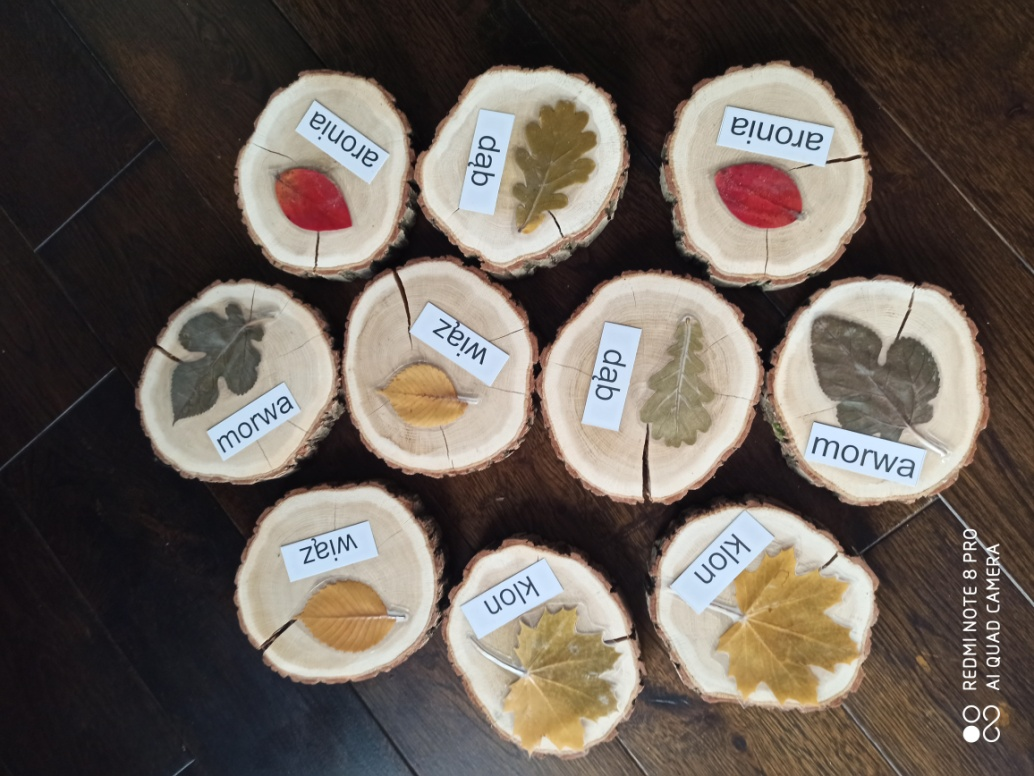 aronia
dąb
aronia
morwa
wiąz
dąb
morwa
wiąz
klon
klon
REDMI NOTE 8 PRO
AI QUAD CAMERA